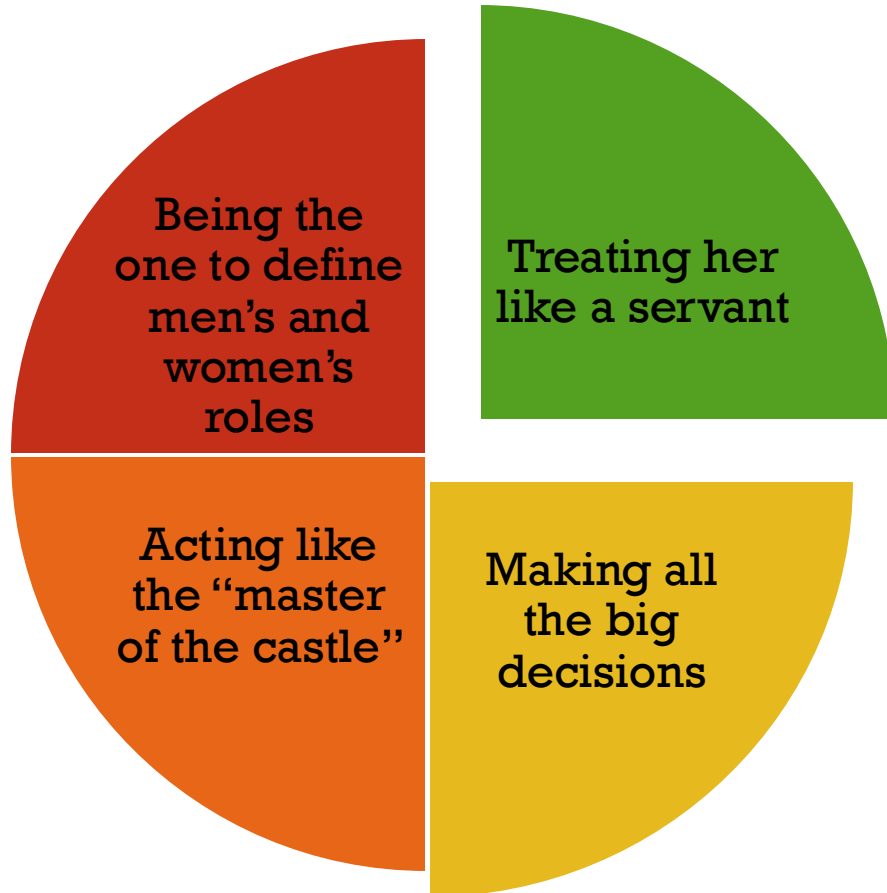 Being the
one to define
men’s and
women’s
roles
Treating her
like a servant
Acting like
the “master
of the castle”
Making all
the big
decisions